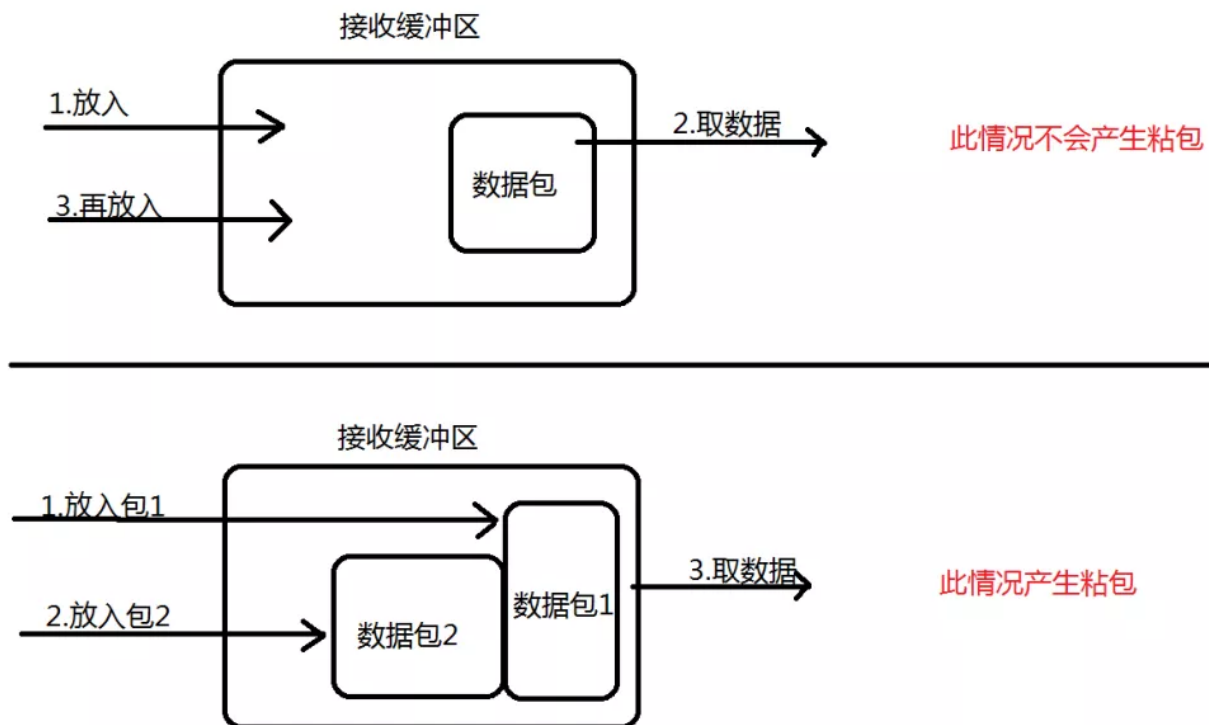 接收缓冲区
1.放入
2.取数据
此情况不会产生粘包
数据包
3.再放入
接收缓冲区
1.放入包1
3.取数据
此情况产生粘包
数据包1
2.放入包2
数据包2